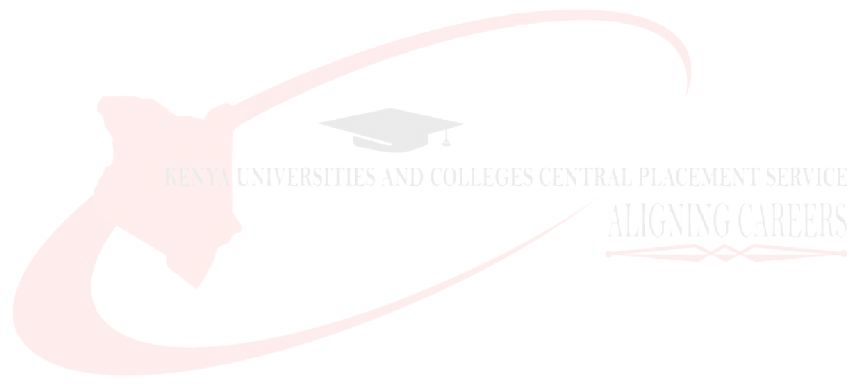 KENYA UNIVERSITIES AND COLLEGES CENTRAL PLACEMENT SERVICE
ALIGNING CAREERS